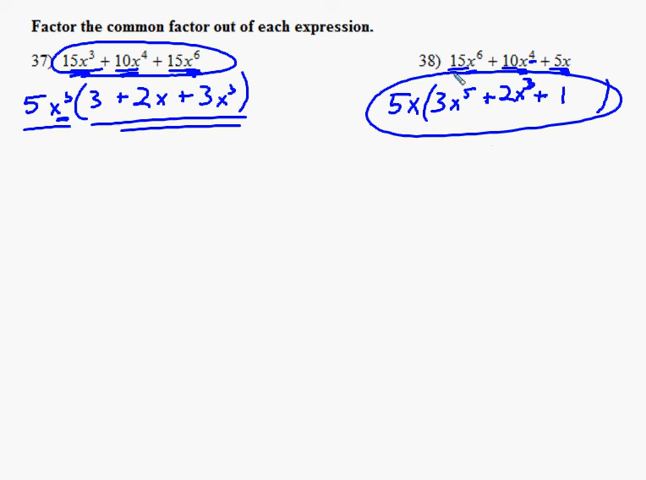 Factor the common factor out of each expression.
37) 15x³ + 10x⁴ + 15x⁶
5x³(3 + 2x + 3x³)
38) 15x⁶ + 10x⁴ + 5x
5x(3x⁵ + 2x³ + 1)